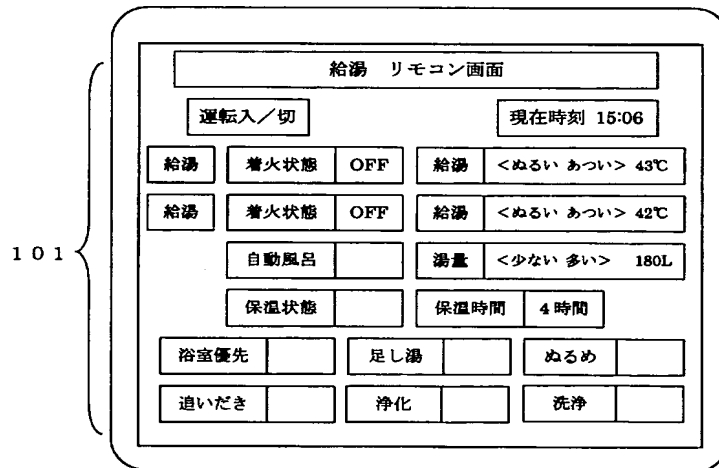 給湯 リモコン画面
運転入／切 現在時刻 15:06
給湯 着火状態 OFF 給湯 <ぬるい あつい> 43℃
給湯 着火状態 OFF 給湯 <ぬるい あつい> 42℃
101
自動風呂 湯量 <少ない 多い> 180L
保温状態 保温時間 4時間
浴室優先 足し湯 ぬるめ
追いだき 浄化 洗浄